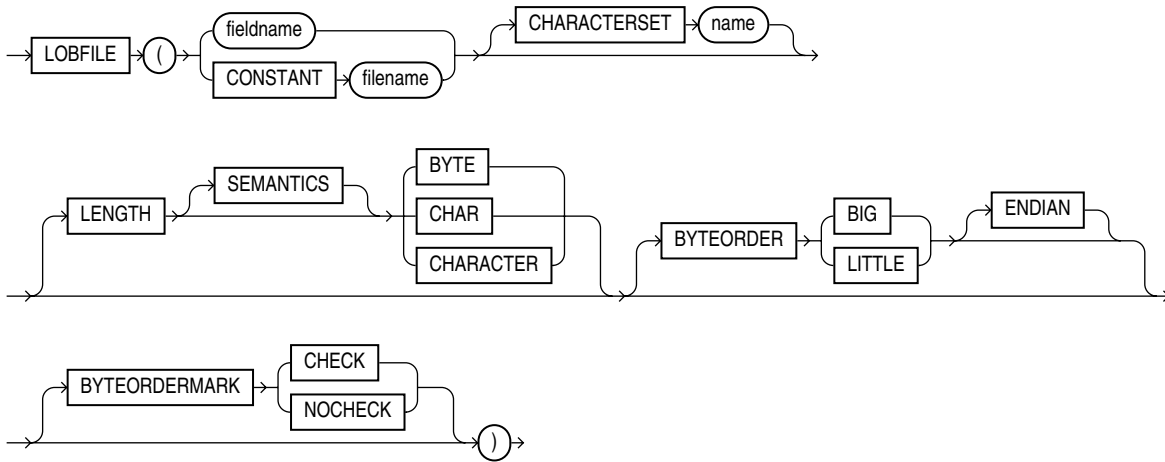 LOBFILE ( fieldname CHARACTERSET name
CONSTANT filename
SEMANTICS BYTE
LENGTH CHAR BIG ENDIAN
CHARACTER BYTEORDER LITTLE
BYTEORDERMARK CHECK
NOCHECK
)